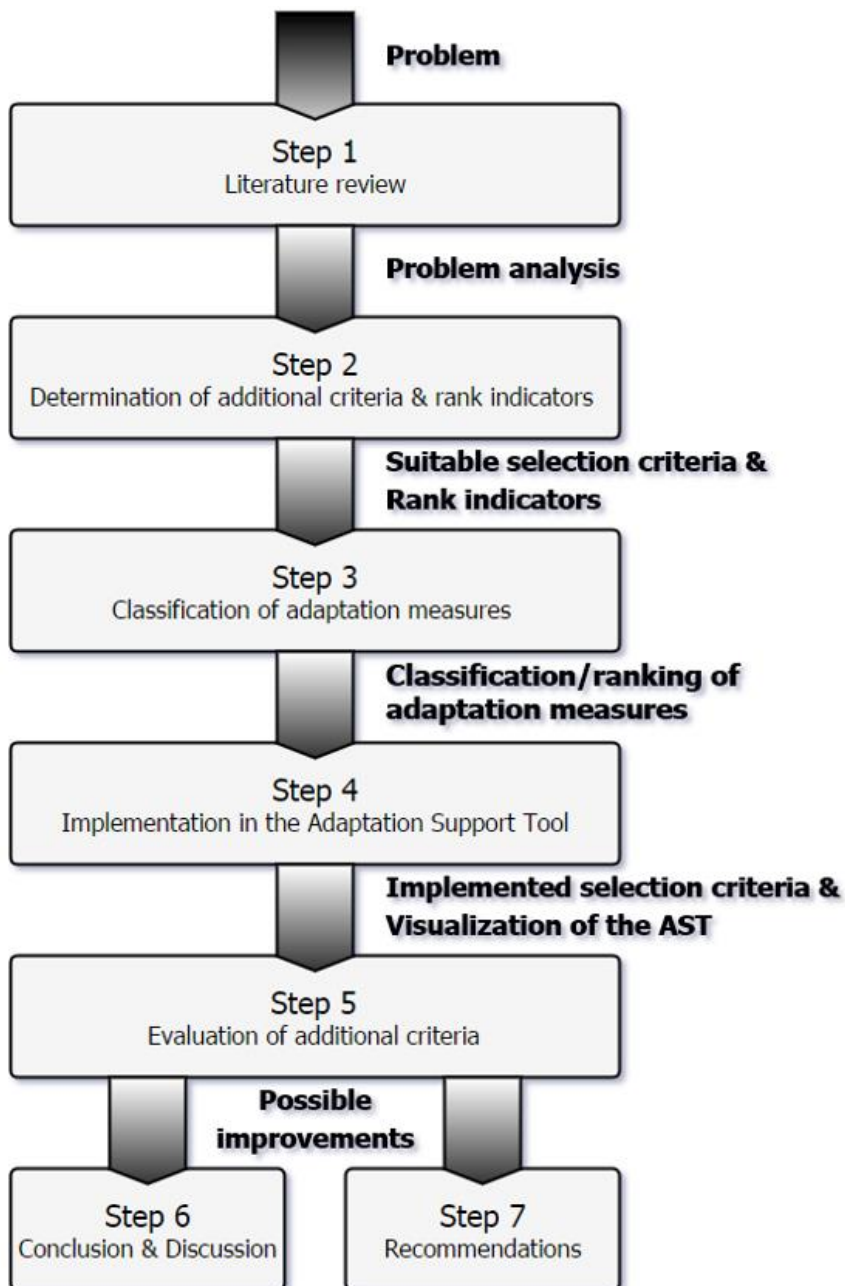 Problem
Step 1
Literature review
Problem analysis
Step 2
Determination of additional criteria & rank indicators
Suitable selection criteria &
Rank indicators
Step 3
Classification of adaptation measures
Classification/ranking of
adaptation measures
Step 4
Implementation in the Adaptation Support Tool
Implemented selection criteria &
Visualization of the AST
Step 5
Evaluation of additional criteria
Possible
improvements
Step 6
Conclusion & Discussion
Step 7
Recommendations